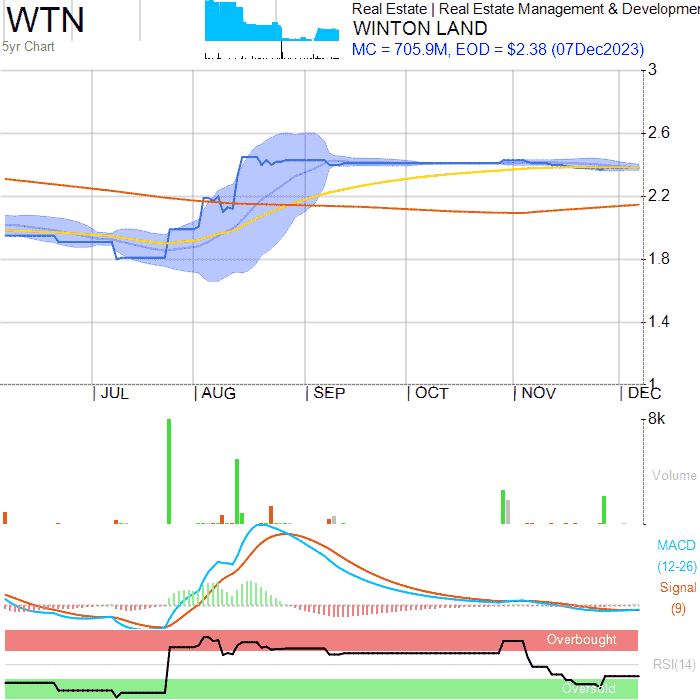 WTN
5yr Chart
Real Estate | Real Estate Management & Developmen
WINTON LAND
MC = 705.9M, EOD = $2.38 (07Dec2023)
3
2.6
2.2
1.8
1.4
1
JUL AUG SEP OCT NOV DEC
8k
Volume
MACD
(12-26)
Signal
(9)
Overbought
RSI(14)
Oversold